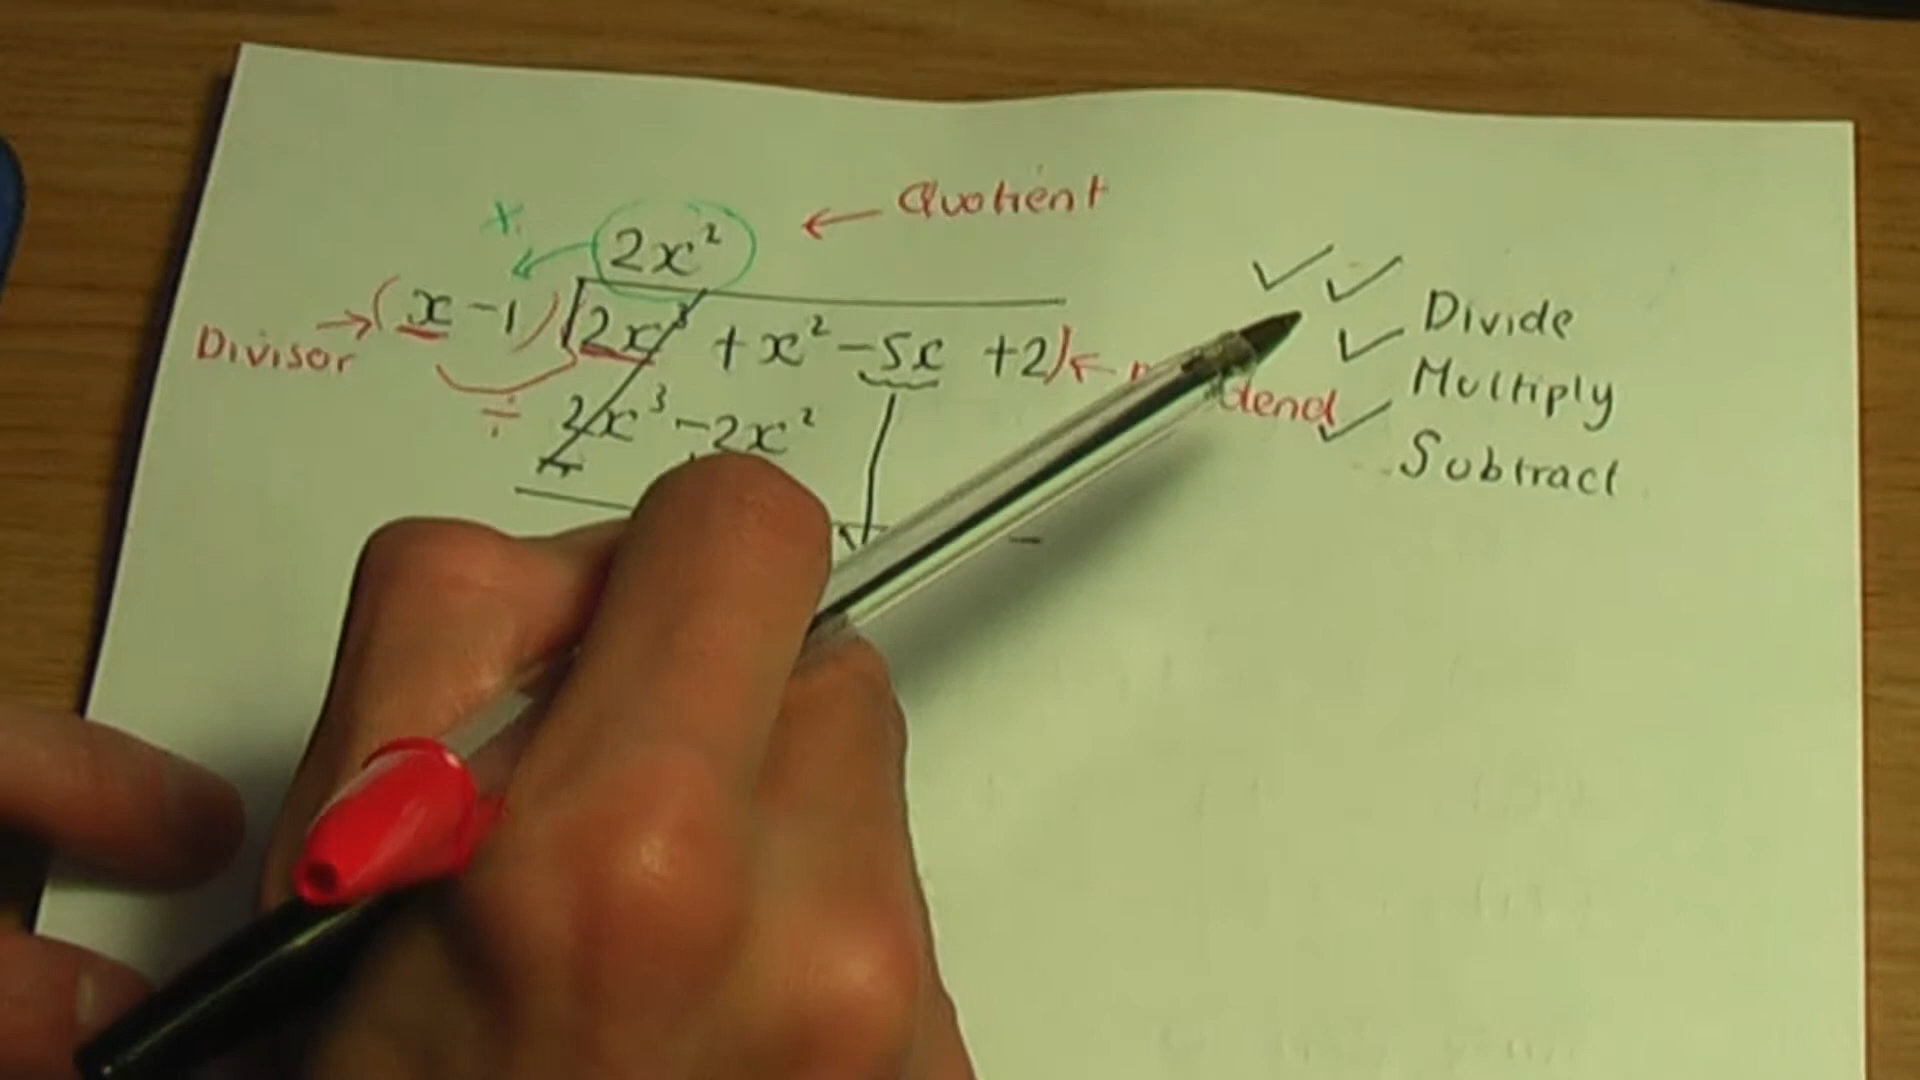 Quotient
x 2x²
Divisor (x - 1) 2x³ + x² - 5x + 2)
÷ 2x³ - 2x²
Divide
Multiply
Subtract